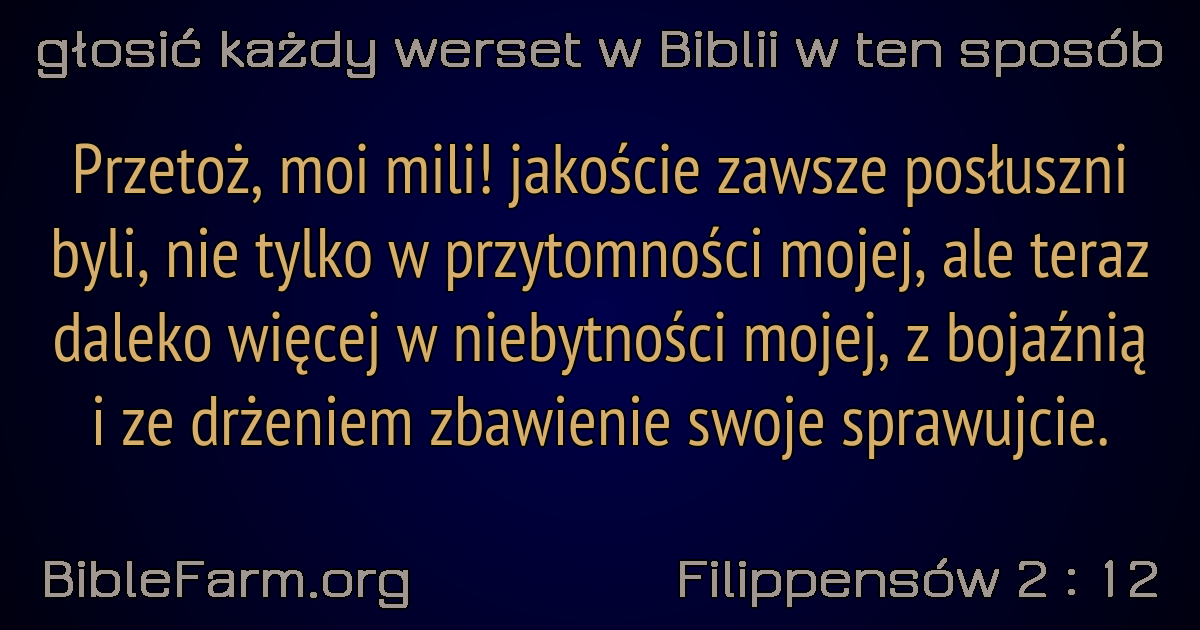 głosić każdy werset w Biblii w ten sposób
Przetoż, moi mili! jakoście zawsze posłuszni
byli, nie tylko w przytomności mojej, ale teraz
daleko więcej w niebytności mojej, z bojaźnią
i ze drżeniem zbawienie swoje sprawujcie.
BibleFarm.org
Filippensów 2 : 12